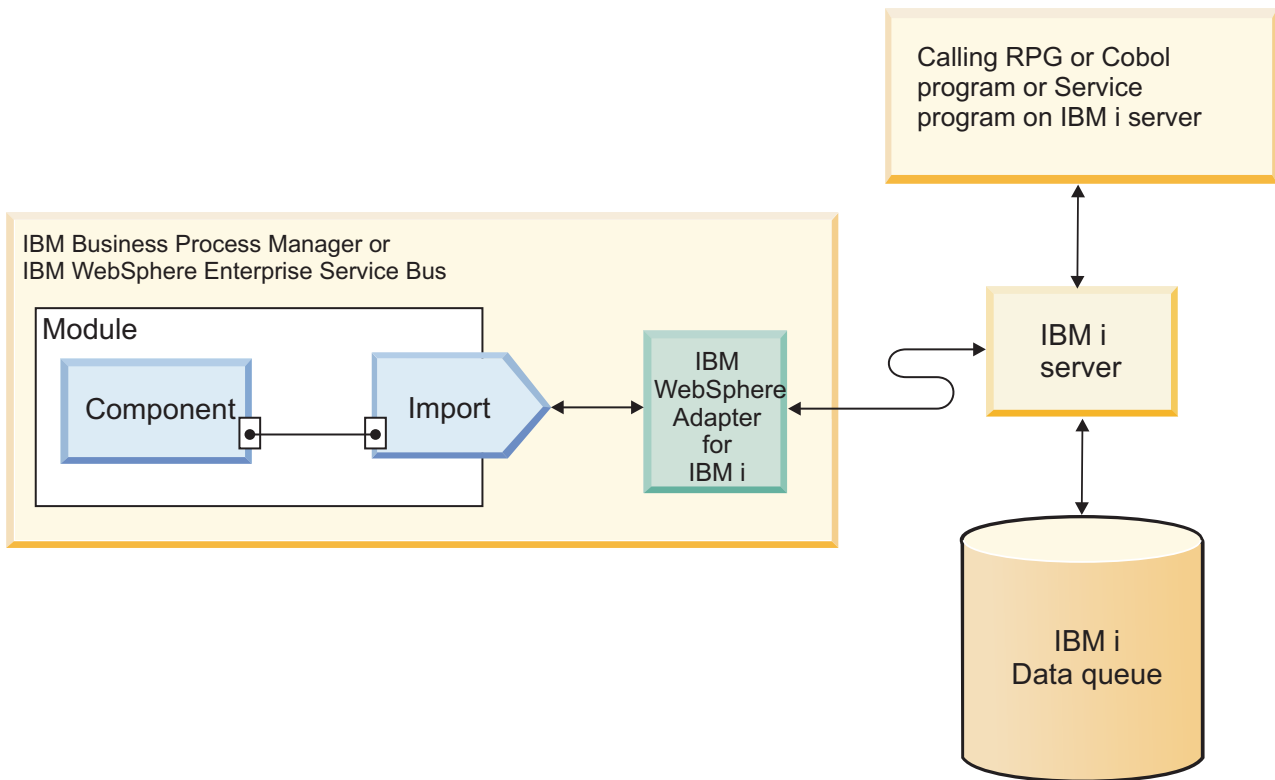 Calling RPG or Cobol
program or Service
program on IBM i server
IBM Business Process Manager or
IBM WebSphere Enterprise Service Bus
Module
Component
Import
IBM
WebSphere
Adapter
for
IBM i
IBM i
server
IBM i
Data queue